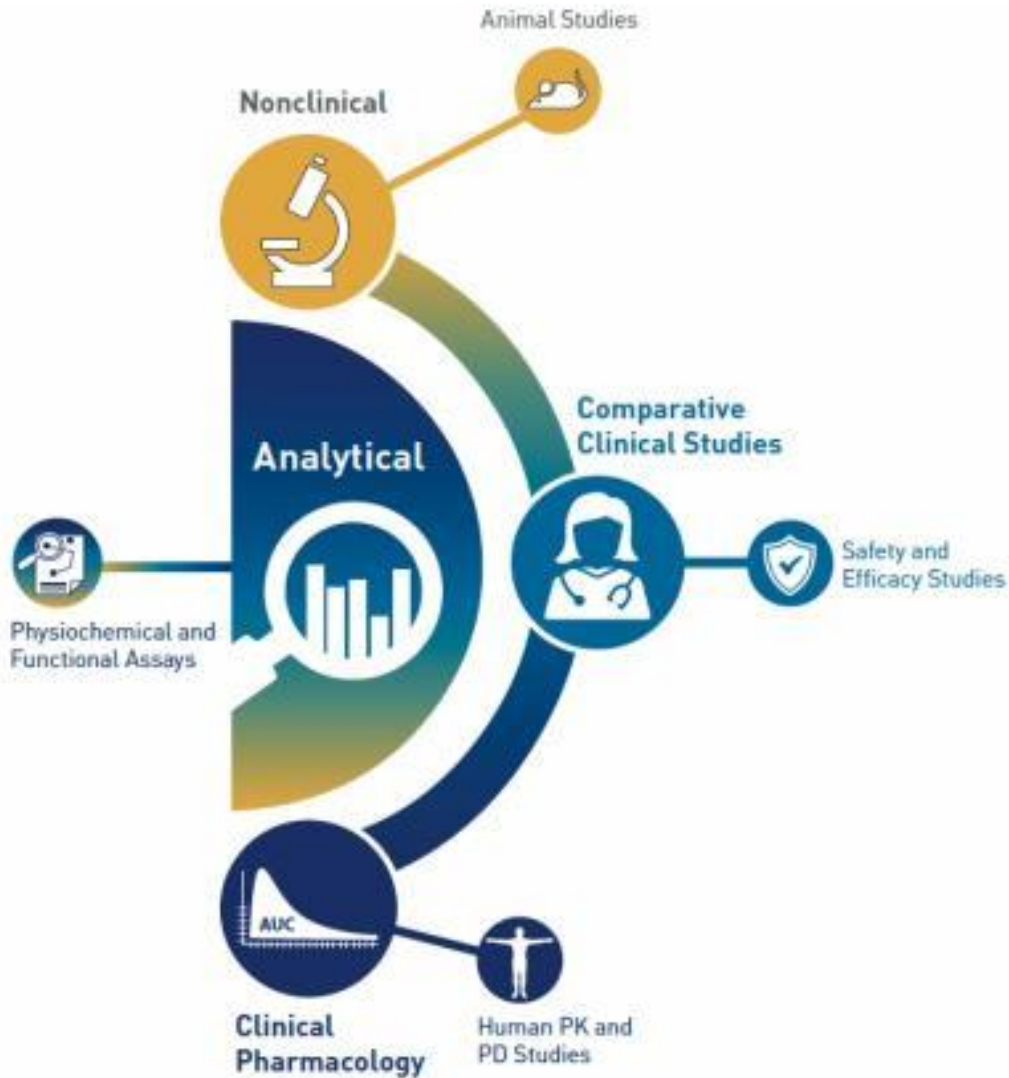 Animal Studies
Nonclinical
Comparative
Clinical Studies
Analytical
Safety and
Efficacy Studies
Physiochemical and
Functional Assays
AUC
Clinical
Pharmacology
Human PK and
PD Studies